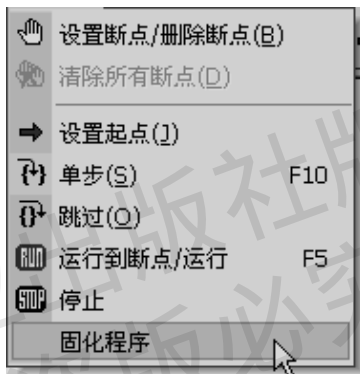 设置断点/删除断点(B)
清除所有断点(D)
设置起点(J)
单步(S) F10
跳过(O)
RUN 运行到断点/运行 F5
STOP 停止
固化程序